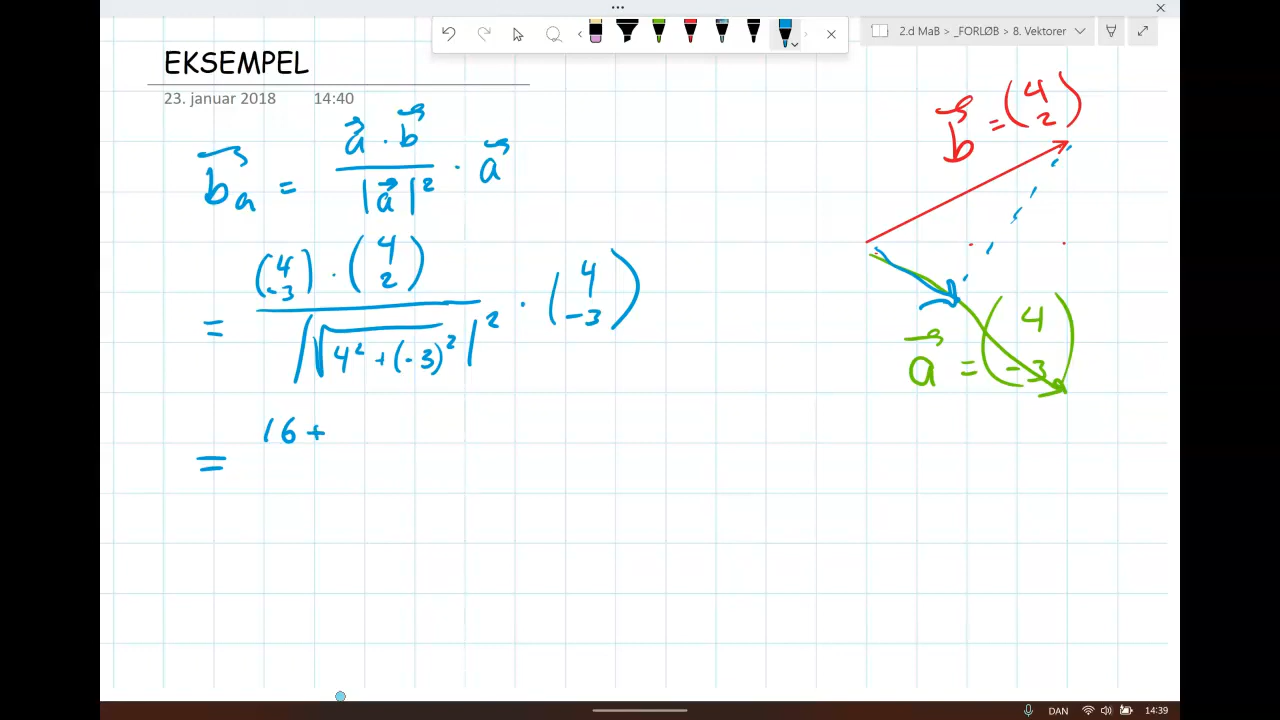 2.d MaB > _FORLØB > 8. Vektorer
EKSEMPEL
23. januar 2018 14:40
b⃗ₐ = (a⃗ · b⃗) / |a⃗|² · a⃗
= (4 -3) · (4 2) / |√4² + (-3)²|² · (4 -3)
= 16 +
b⃗ = (4 2)
a⃗ = (4 -3)
DAN 14:39